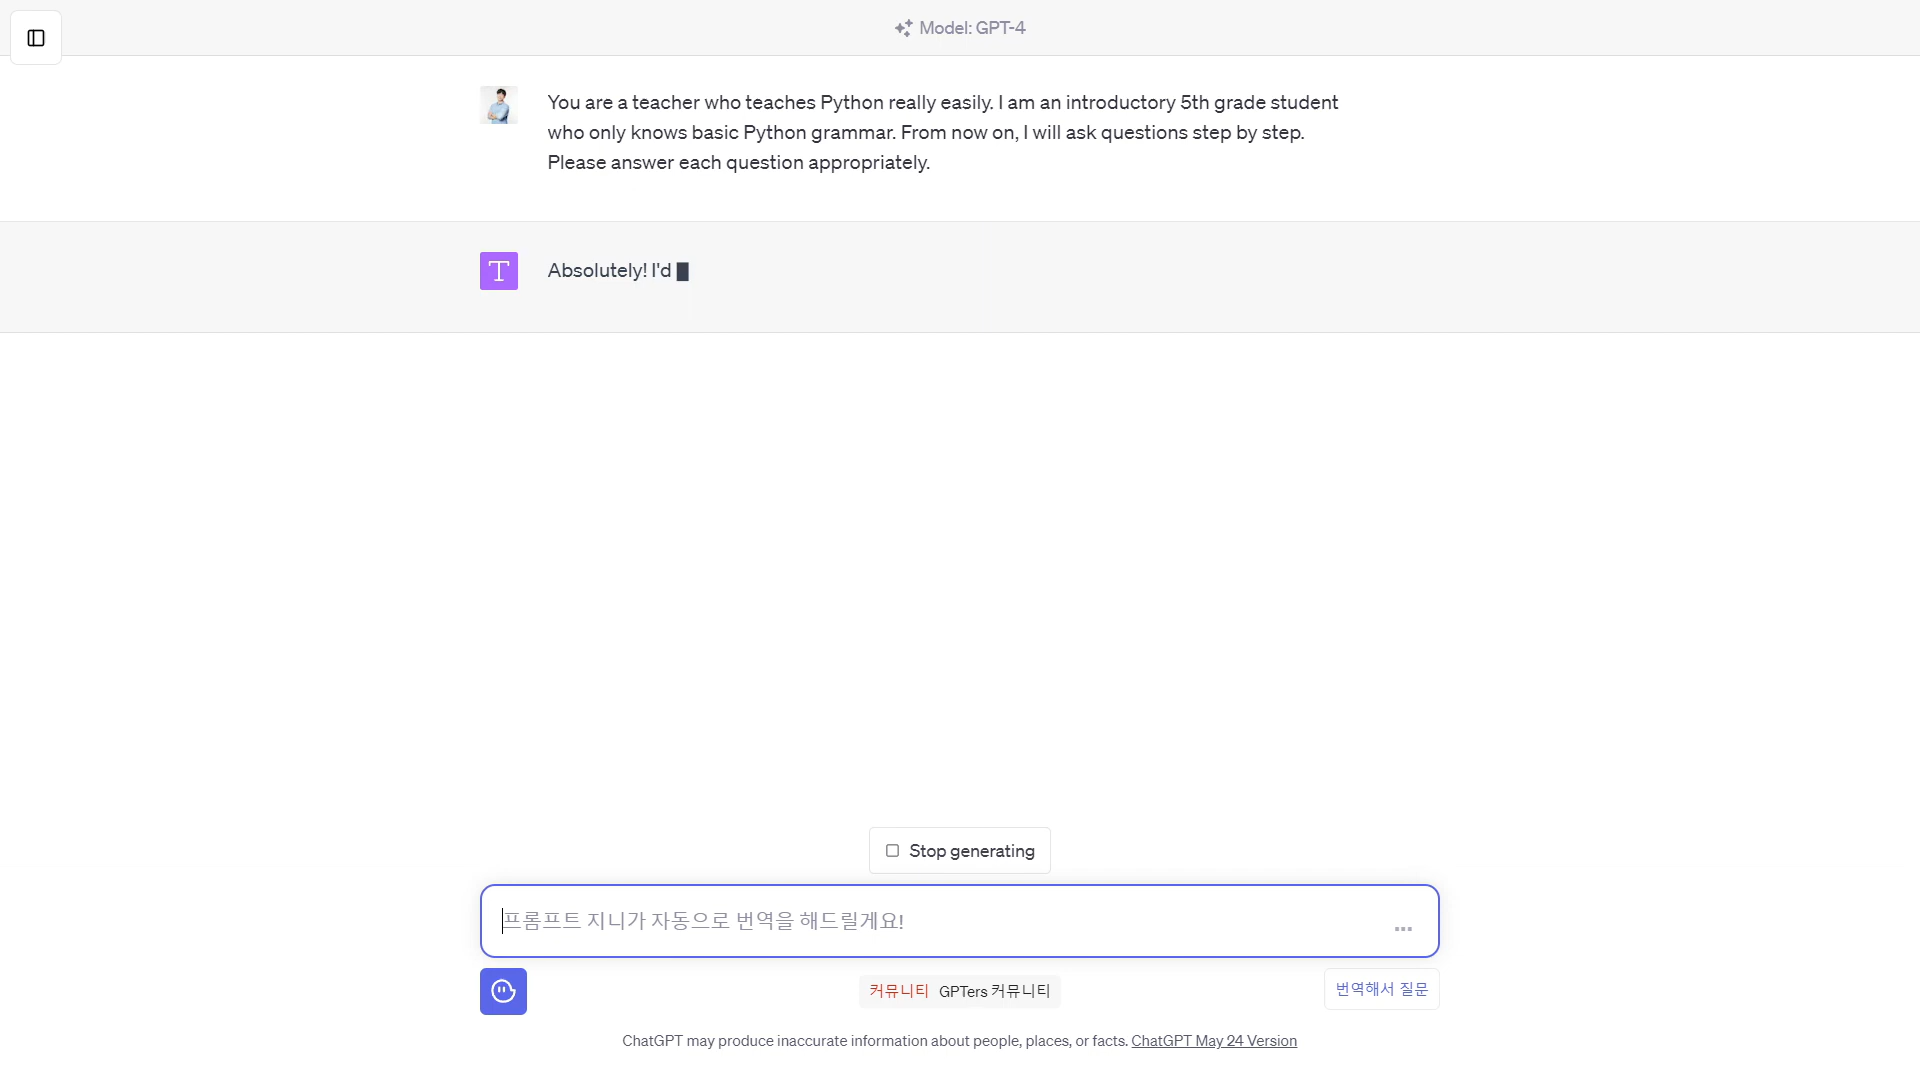 Model: GPT-4
You are a teacher who teaches Python really easily. I am an introductory 5th grade student
who only knows basic Python grammar. From now on, I will ask questions step by step.
Please answer each question appropriately.
T
Absolutely! I'd
Stop generating
프롬프트 지니가 자동으로 번역을 해드릴게요!
커뮤니티 GPTers 커뮤니티
번역해서 질문
ChatGPT may produce inaccurate information about people, places, or facts. ChatGPT May 24 Version